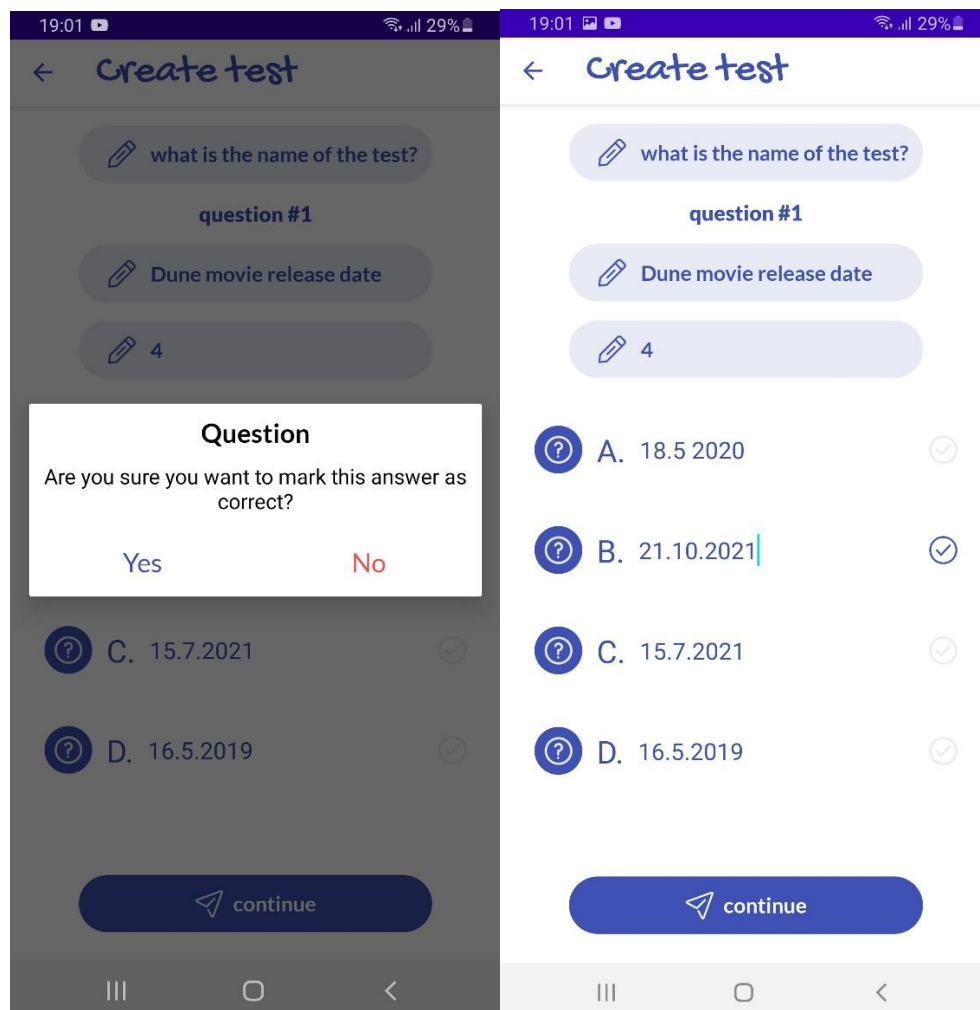 19:01
29%
Create test
what is the name of the test?
question #1
Dune movie release date
4
Question
Are you sure you want to mark this answer as
correct?
Yes
No
C. 15.7.2021
D. 16.5.2019
continue
19:01
29%
Create test
what is the name of the test?
question #1
Dune movie release date
4
A. 18.5 2020
B. 21.10.2021
C. 15.7.2021
D. 16.5.2019
continue